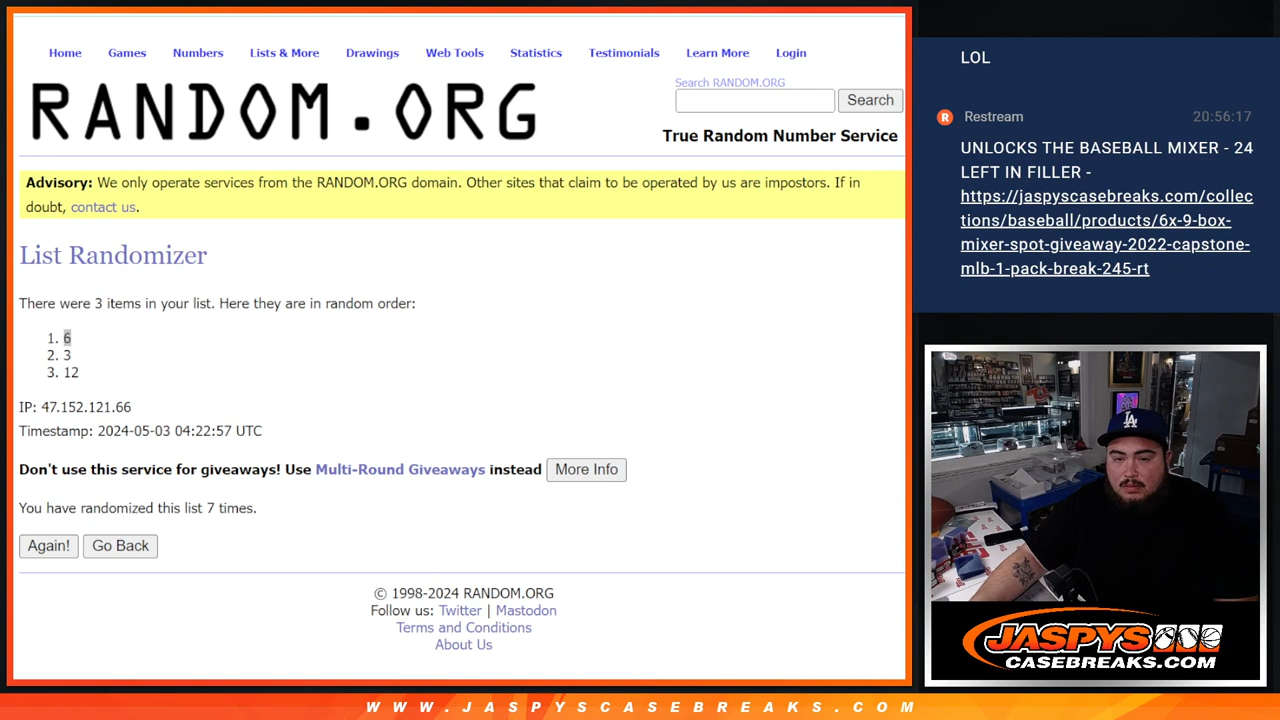 Home Games Numbers Lists & More Drawings Web Tools Statistics Testimonials Learn More Login
RANDOM.ORG
Search RANDOM.ORG
Search
True Random Number Service
Advisory: We only operate services from the RANDOM.ORG domain. Other sites that claim to be operated by us are impostors. If in
doubt, contact us.
List Randomizer
There were 3 items in your list. Here they are in random order:
1. 6
2. 3
3. 12
IP: 47.152.121.66
Timestamp: 2024-05-03 04:22:57 UTC
Don't use this service for giveaways! Use Multi-Round Giveaways instead More Info
You have randomized this list 7 times.
Again! Go Back
© 1998-2024 RANDOM.ORG
Follow us: Twitter | Mastodon
Terms and Conditions
About Us
LOL
R Restream 20:56:17
UNLOCKS THE BASEBALL MIXER - 24
LEFT IN FILLER -
https://jaspyscasebreaks.com/collec
tions/baseball/products/6x-9-box-
mixer-spot-giveaway-2022-capstone-
mlb-1-pack-break-245-rt
LA
JASPYS
CASEBREAKS.COM
WWW.JASPYSCASEBREAKS.COM